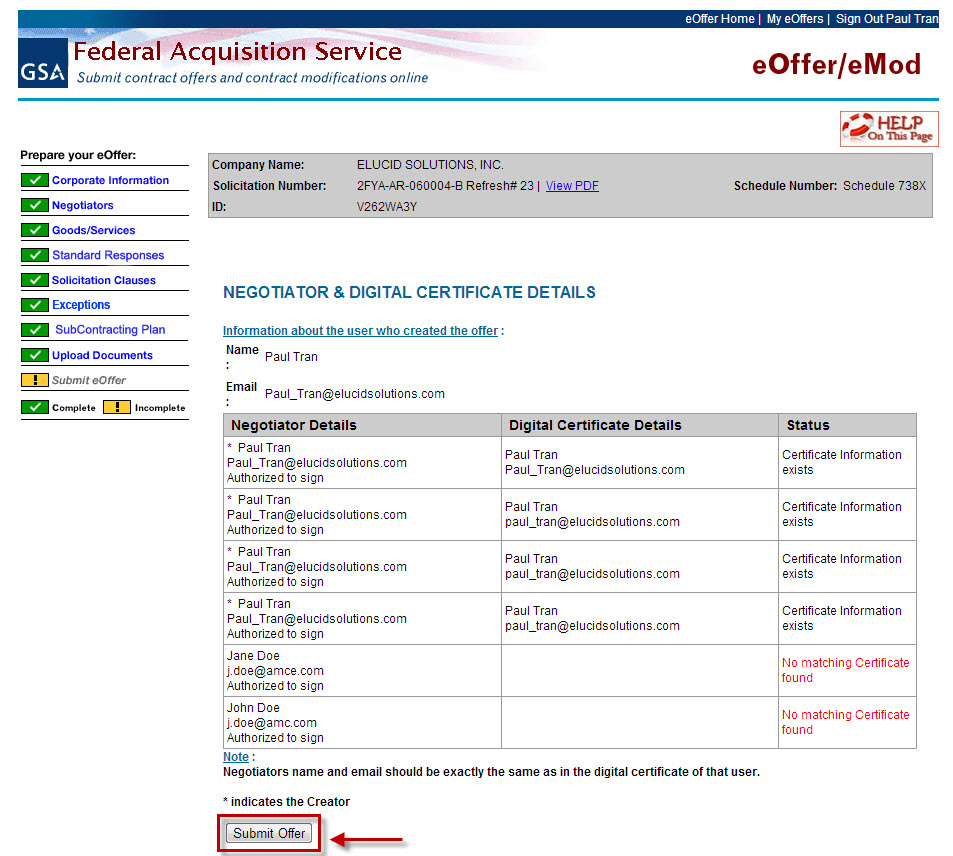 eOffer Home | My eOffers | Sign Out Paul Tran
GSA
Federal Acquisition Service
Submit contract offers and contract modifications online
eOffer/eMod
HELP
On This Page
Prepare your eOffer:
Corporate Information
Negotiators
Goods/Services
Standard Responses
Solicitation Clauses
Exceptions
SubContracting Plan
Upload Documents
! Submit eOffer
Complete ! Incomplete
Company Name: ELUCID SOLUTIONS, INC.
Solicitation Number: 2FYA-AR-060004-B Refresh# 23 | View PDF Schedule Number: Schedule 738X
ID: V262WA3Y
NEGOTIATOR & DIGITAL CERTIFICATE DETAILS
Information about the user who created the offer :
Name
: Paul Tran
Email
: Paul_Tran@elucidsolutions.com
Negotiator Details Digital Certificate Details Status
* Paul Tran
Paul_Tran@elucidsolutions.com
Authorized to sign
Paul Tran
Paul_Tran@elucidsolutions.com
Certificate Information
exists
* Paul Tran
Paul_Tran@elucidsolutions.com
Authorized to sign
Paul Tran
paul_tran@elucidsolutions.com
Certificate Information
exists
* Paul Tran
Paul_Tran@elucidsolutions.com
Authorized to sign
Paul Tran
paul_tran@elucidsolutions.com
Certificate Information
exists
* Paul Tran
Paul_Tran@elucidsolutions.com
Authorized to sign
Paul Tran
paul_tran@elucidsolutions.com
Certificate Information
exists
Jane Doe
j.doe@amce.com
Authorized to sign
No matching Certificate
found
John Doe
j.doe@amc.com
Authorized to sign
No matching Certificate
found
Note :
Negotiators name and email should be exactly the same as in the digital certificate of that user.
* indicates the Creator
Submit Offer